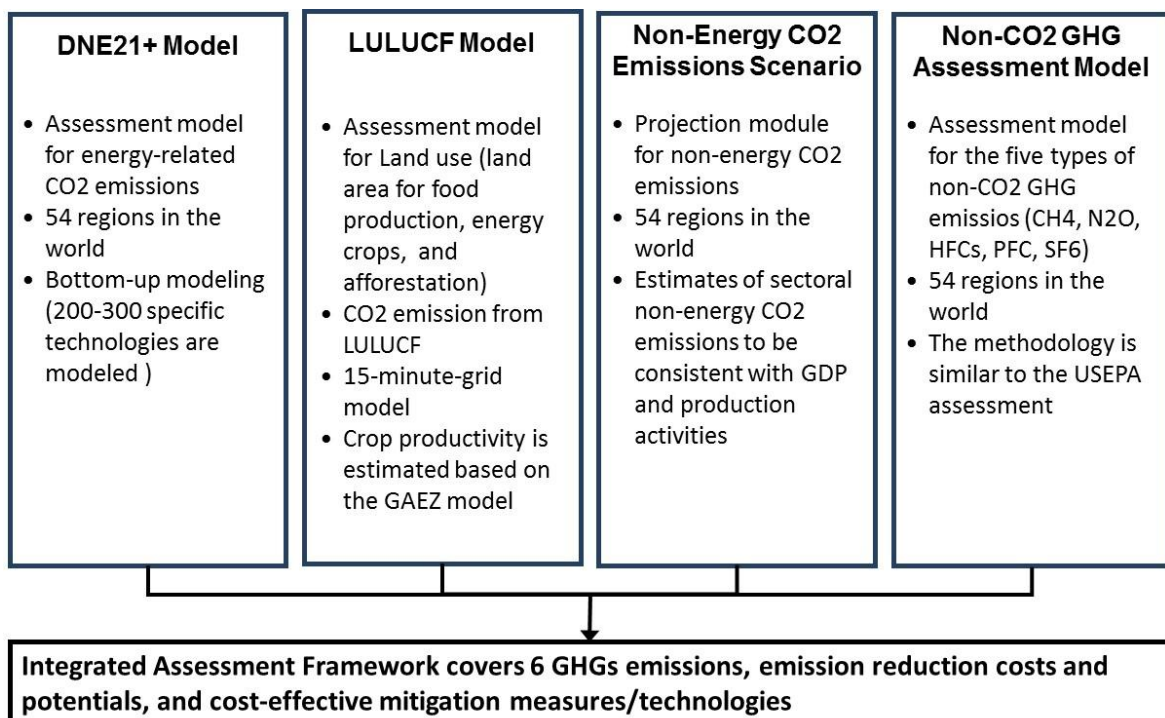 DNE21+ Model
• Assessment model
for energy-related
CO2 emissions
• 54 regions in the
world
• Bottom-up modeling
(200-300 specific
technologies are
modeled )
LULUCF Model
• Assessment model
for Land use (land
area for food
production, energy
crops, and
afforestation)
• CO2 emission from
LULUCF
• 15-minute-grid
model
• Crop productivity is
estimated based on
the GAEZ model
Non-Energy CO2
Emissions Scenario
• Projection module
for non-energy CO2
emissions
• 54 regions in the
world
• Estimates of sectoral
non-energy CO2
emissions to be
consistent with GDP
and production
activities
Non-CO2 GHG
Assessment Model
• Assessment model
for the five types of
non-CO2 GHG
emissios (CH4, N2O,
HFCs, PFC, SF6)
• 54 regions in the
world
• The methodology is
similar to the USEPA
assessment
Integrated Assessment Framework covers 6 GHGs emissions, emission reduction costs and
potentials, and cost-effective mitigation measures/technologies